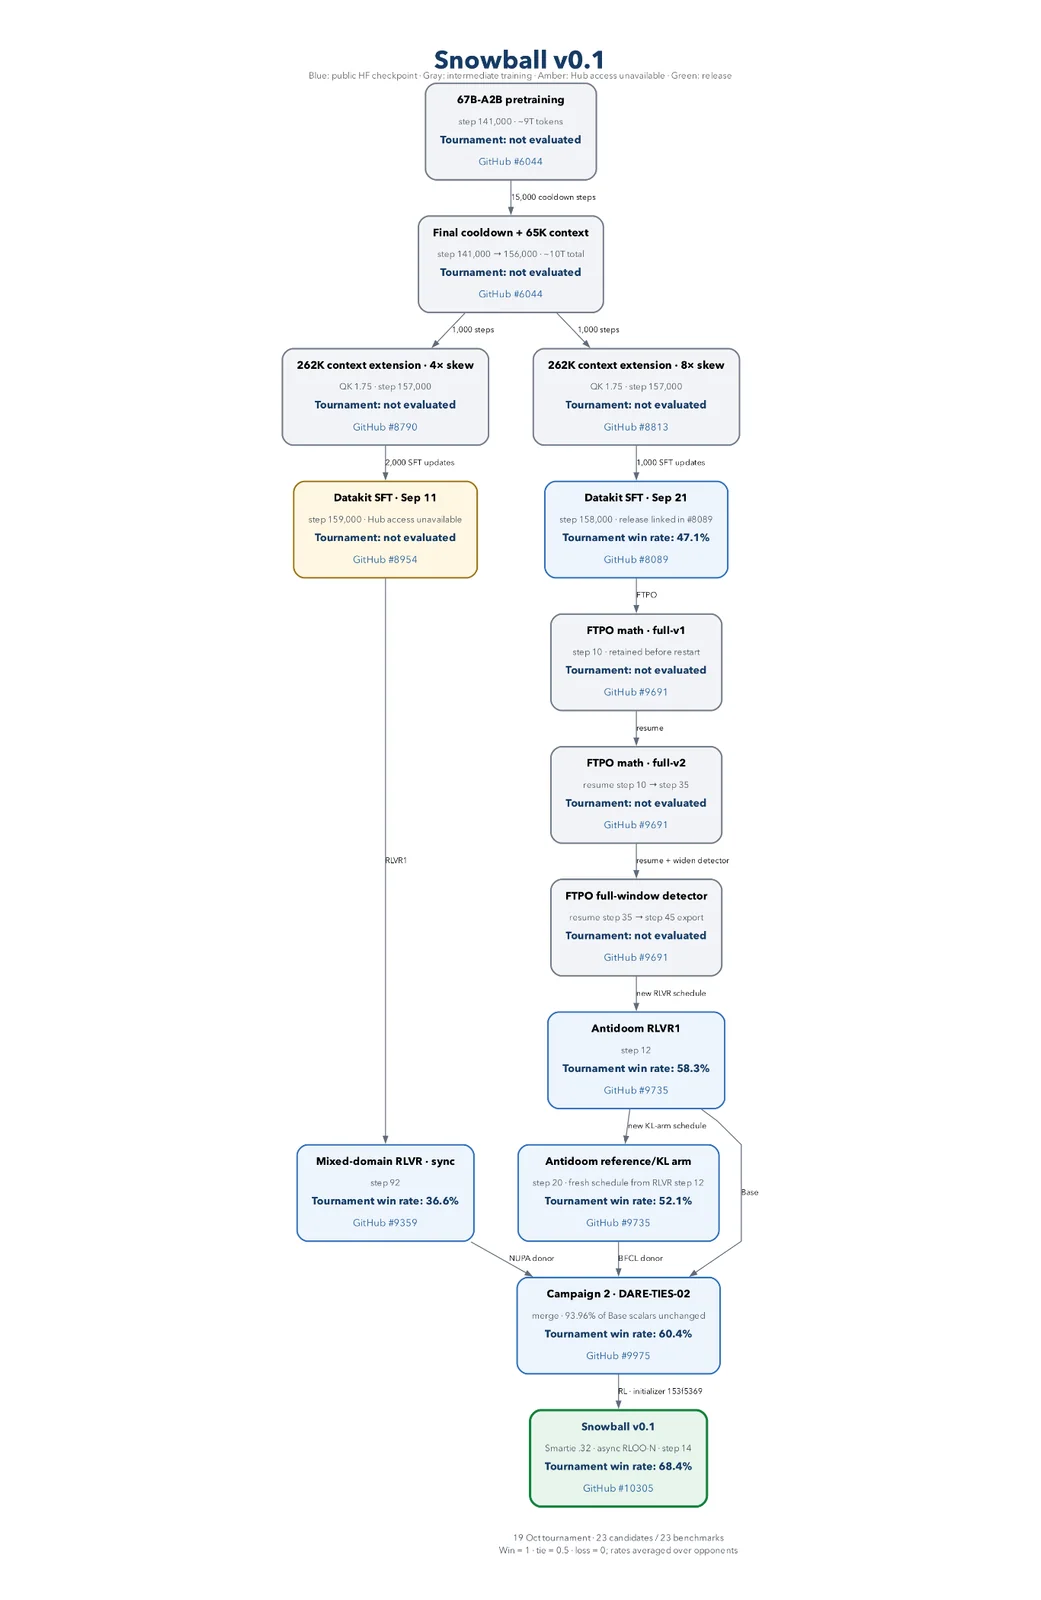 Snowball v0.1
Blue: public HF checkpoint · Gray: intermediate training · Amber: Hub access unavailable · Green: release
67B-A2B pretraining
step 141,000 · ~9T tokens
Tournament: not evaluated
GitHub #6044
15,000 cooldown steps
Final cooldown + 65K context
step 141,000 → 156,000 · ~10T total
Tournament: not evaluated
GitHub #6044
1,000 steps
1,000 steps
262K context extension · 4× skew
QK 1.75 · step 157,000
Tournament: not evaluated
GitHub #8790
262K context extension · 8× skew
QK 1.75 · step 157,000
Tournament: not evaluated
GitHub #8813
2,000 SFT updates
1,000 SFT updates
Datakit SFT · Sep 11
step 159,000 · Hub access unavailable
Tournament: not evaluated
GitHub #8954
Datakit SFT · Sep 21
step 158,000 · release linked in #8089
Tournament win rate: 47.1%
GitHub #8089
FTPO
FTPO math · full-v1
step 10 · retained before restart
Tournament: not evaluated
GitHub #9691
resume
FTPO math · full-v2
resume step 10 → step 35
Tournament: not evaluated
GitHub #9691
RLVR1
resume + widen detector
FTPO full-window detector
resume step 35 → step 45 export
Tournament: not evaluated
GitHub #9691
new RLVR schedule
Antidoom RLVR1
step 12
Tournament win rate: 58.3%
GitHub #9735
new KL-arm schedule
Mixed-domain RLVR · sync
step 92
Tournament win rate: 36.6%
GitHub #9359
Antidoom reference/KL arm
step 20 · fresh schedule from RLVR step 12
Tournament win rate: 52.1%
GitHub #9735
Base
NUPA donor
BFCL donor
Campaign 2 · DARE-TIES-02
merge · 93.96% of Base scalars unchanged
Tournament win rate: 60.4%
GitHub #9975
RL · initializer 153f5369
Snowball v0.1
Smartie .32 · async RLOO-N · step 14
Tournament win rate: 68.4%
GitHub #10305
19 Oct tournament · 23 candidates / 23 benchmarks
Win = 1 · tie = 0.5 · loss = 0; rates averaged over opponents